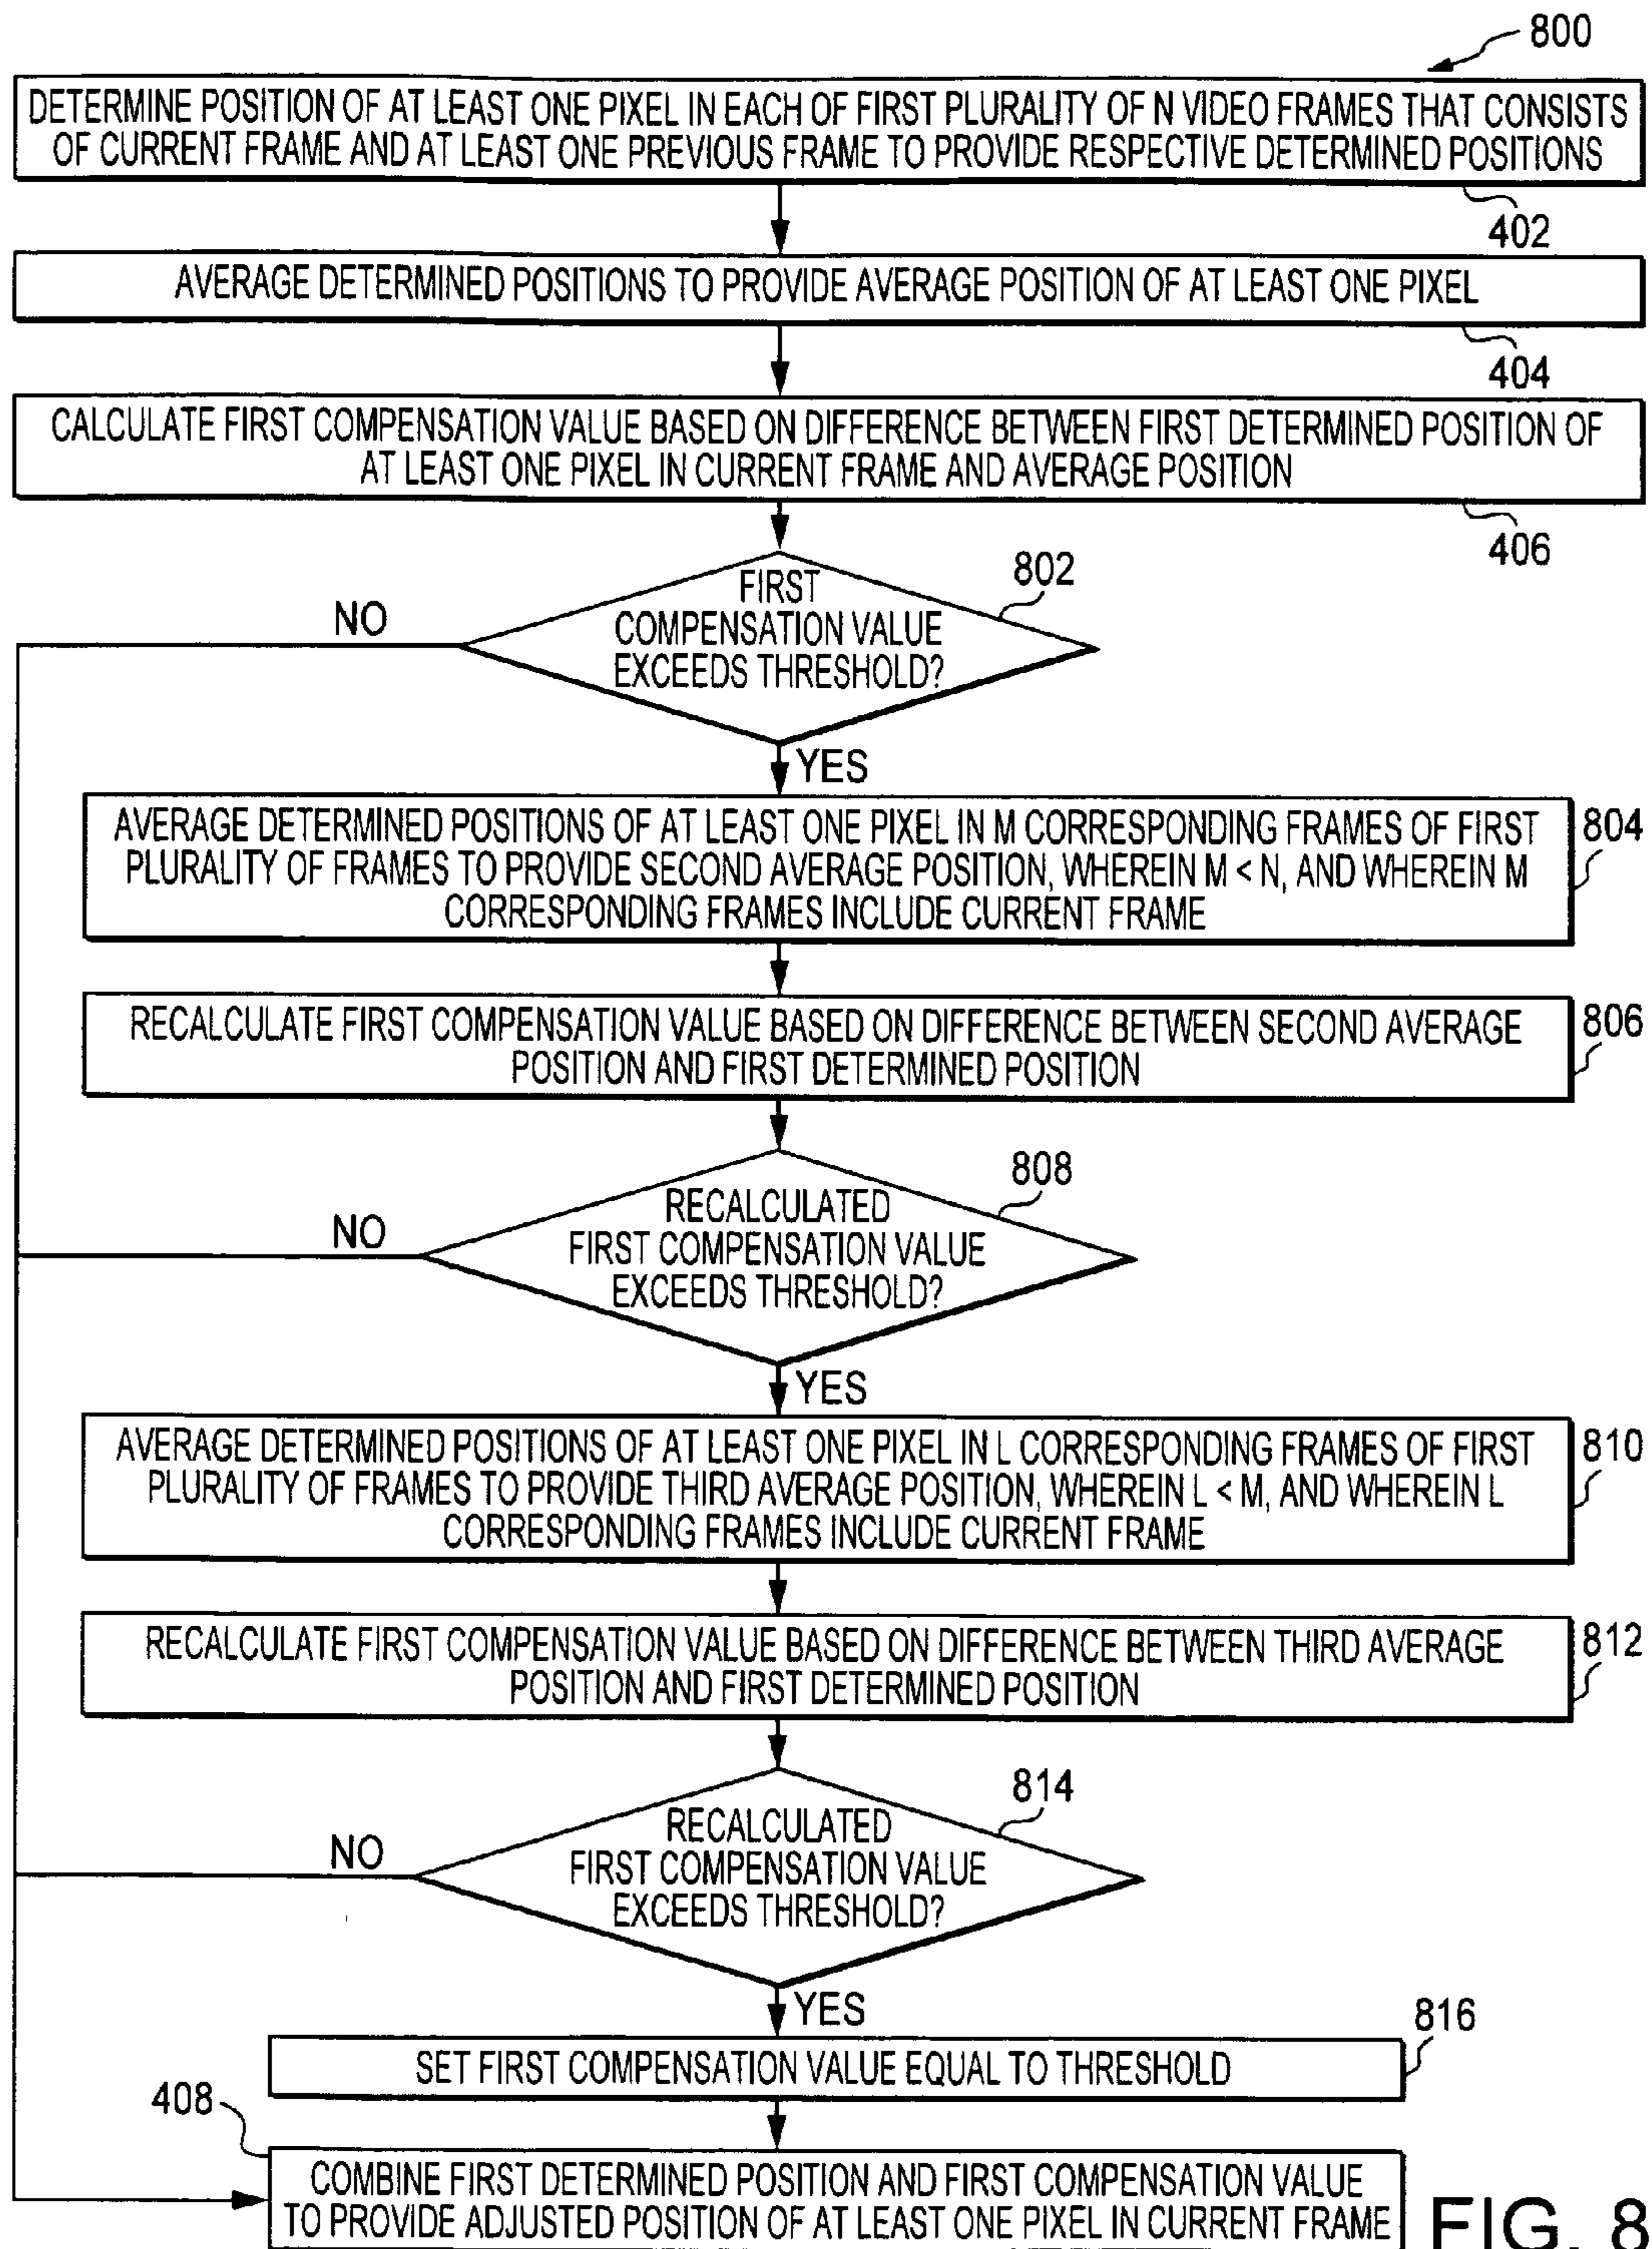 800
DETERMINE POSITION OF AT LEAST ONE PIXEL IN EACH OF FIRST PLURALITY OF N VIDEO FRAMES THAT CONSISTS
OF CURRENT FRAME AND AT LEAST ONE PREVIOUS FRAME TO PROVIDE RESPECTIVE DETERMINED POSITIONS
402
AVERAGE DETERMINED POSITIONS TO PROVIDE AVERAGE POSITION OF AT LEAST ONE PIXEL
404
CALCULATE FIRST COMPENSATION VALUE BASED ON DIFFERENCE BETWEEN FIRST DETERMINED POSITION OF
AT LEAST ONE PIXEL IN CURRENT FRAME AND AVERAGE POSITION
406
802
FIRST
COMPENSATION VALUE
EXCEEDS THRESHOLD?
NO
YES
AVERAGE DETERMINED POSITIONS OF AT LEAST ONE PIXEL IN M CORRESPONDING FRAMES OF FIRST
PLURALITY OF FRAMES TO PROVIDE SECOND AVERAGE POSITION, WHEREIN M < N, AND WHEREIN M
CORRESPONDING FRAMES INCLUDE CURRENT FRAME
804
RECALCULATE FIRST COMPENSATION VALUE BASED ON DIFFERENCE BETWEEN SECOND AVERAGE
POSITION AND FIRST DETERMINED POSITION
806
808
RECALCULATED
FIRST COMPENSATION VALUE
EXCEEDS THRESHOLD?
NO
YES
AVERAGE DETERMINED POSITIONS OF AT LEAST ONE PIXEL IN L CORRESPONDING FRAMES OF FIRST
PLURALITY OF FRAMES TO PROVIDE THIRD AVERAGE POSITION, WHEREIN L < M, AND WHEREIN L
CORRESPONDING FRAMES INCLUDE CURRENT FRAME
810
RECALCULATE FIRST COMPENSATION VALUE BASED ON DIFFERENCE BETWEEN THIRD AVERAGE
POSITION AND FIRST DETERMINED POSITION
812
814
RECALCULATED
FIRST COMPENSATION VALUE
EXCEEDS THRESHOLD?
NO
YES
816
SET FIRST COMPENSATION VALUE EQUAL TO THRESHOLD
408
COMBINE FIRST DETERMINED POSITION AND FIRST COMPENSATION VALUE
TO PROVIDE ADJUSTED POSITION OF AT LEAST ONE PIXEL IN CURRENT FRAME
FIG. 8